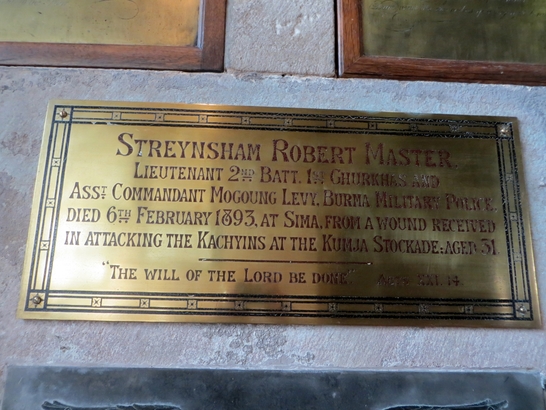 STREYNSHAM ROBERT MASTER.
LIEUTENANT 2ND BATT. 1ST GHURKHAS AND
ASST COMMANDANT MOGOUNG LEVY, BURMA MILITARY POLICE.
DIED 6TH FEBRUARY 1893, AT SIMA, FROM A WOUND RECEIVED
IN ATTACKING THE KACHYINS AT THE KUMJA STOCKADE. AGED 31.
"THE WILL OF THE LORD BE DONE" XXI. 14.